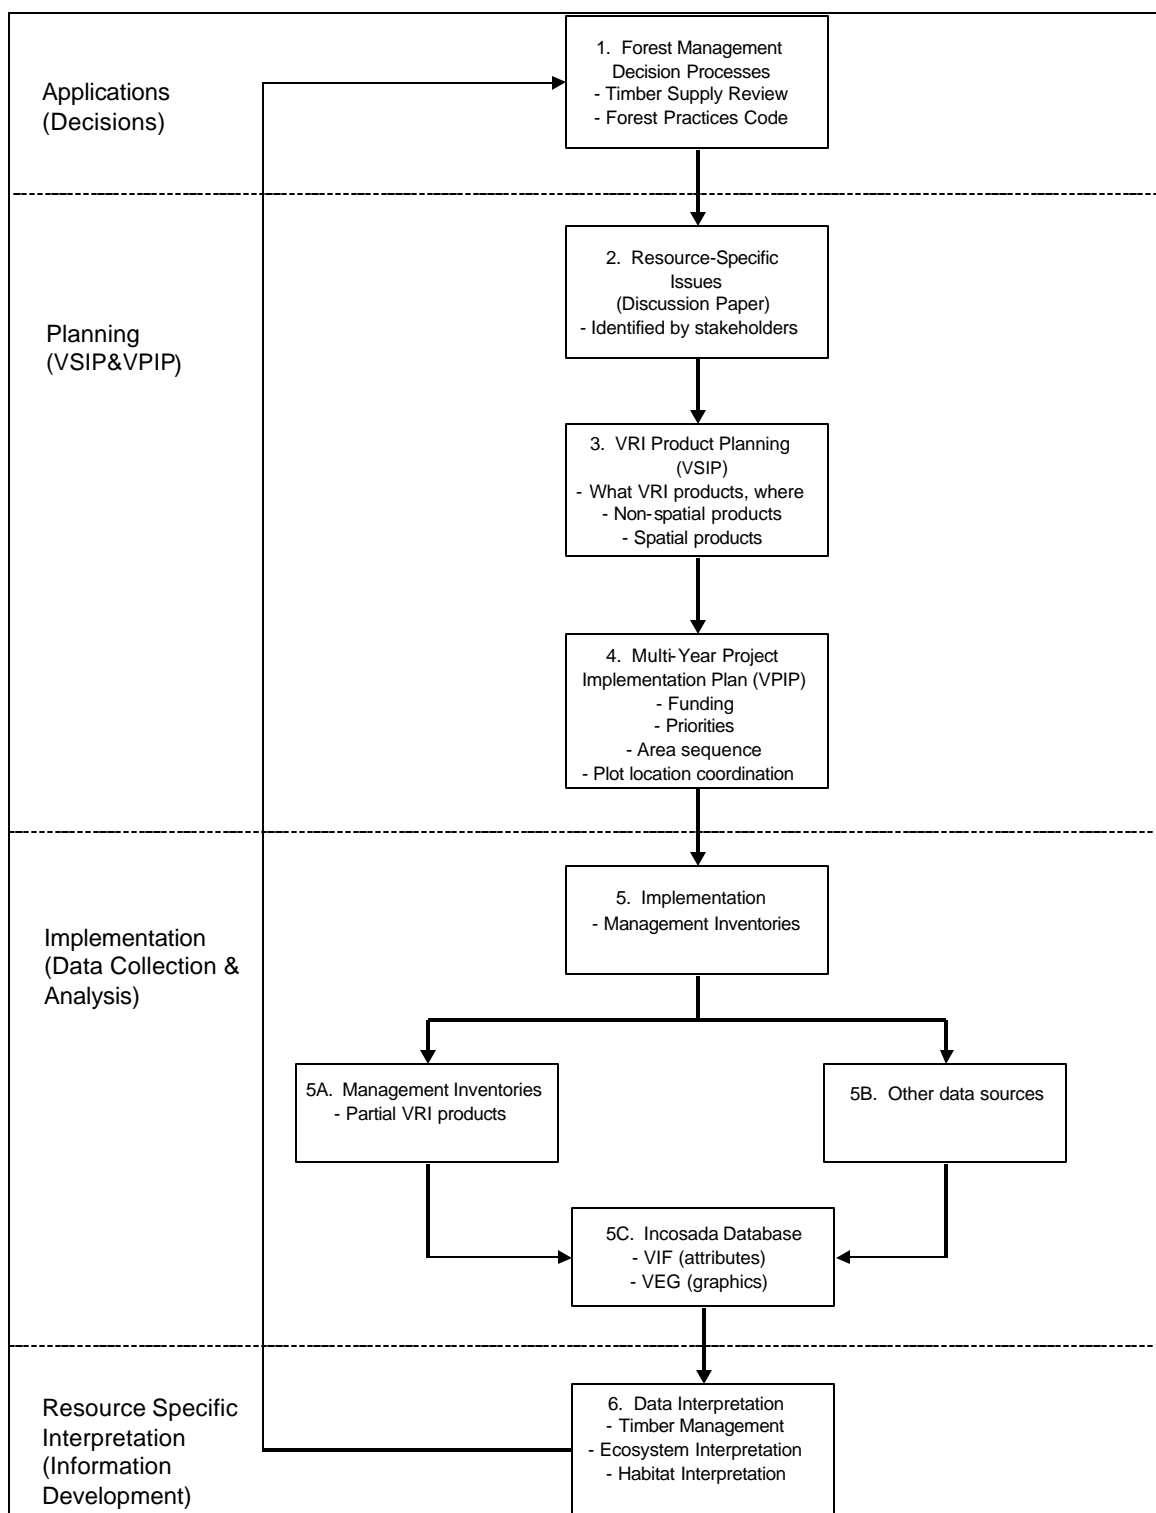 Applications
(Decisions)
1. Forest Management
Decision Processes
- Timber Supply Review
- Forest Practices Code
Planning
(VSIP&VPIP)
2. Resource-Specific
Issues
(Discussion Paper)
- Identified by stakeholders
3. VRI Product Planning
(VSIP)
- What VRI products, where
- Non-spatial products
- Spatial products
4. Multi-Year Project
Implementation Plan (VPIP)
- Funding
- Priorities
- Area sequence
- Plot location coordination
Implementation
(Data Collection &
Analysis)
5. Implementation
- Management Inventories
5A. Management Inventories
- Partial VRI products
5B. Other data sources
5C. Incosada Database
- VIF (attributes)
- VEG (graphics)
Resource Specific
Interpretation
(Information
Development)
6. Data Interpretation
- Timber Management
- Ecosystem Interpretation
- Habitat Interpretation